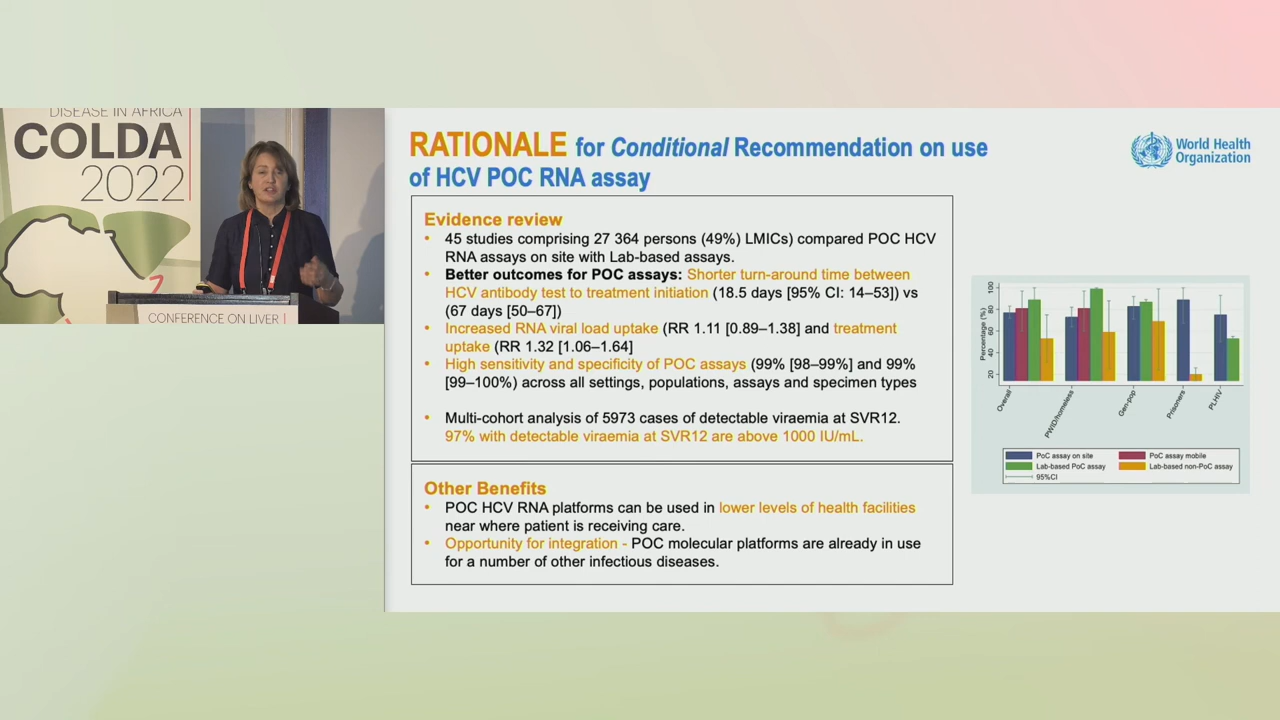 DISEASE IN AFRICA
COLDA
2022
CONFERENCE ON LIVER
RATIONALE for Conditional Recommendation on use
of HCV POC RNA assay
World Health
Organization
Evidence review
• 45 studies comprising 27 364 persons (49%) LMICs) compared POC HCV
RNA assays on site with Lab-based assays.
• Better outcomes for POC assays: Shorter turn-around time between
HCV antibody test to treatment initiation (18.5 days [95% CI: 14–53]) vs
(67 days [50–67])
• Increased RNA viral load uptake (RR 1.11 [0.89–1.38] and treatment
uptake (RR 1.32 [1.06–1.64]
• High sensitivity and specificity of POC assays (99% [98–99%] and 99%
[99–100%) across all settings, populations, assays and specimen types
• Multi-cohort analysis of 5973 cases of detectable viraemia at SVR12.
97% with detectable viraemia at SVR12 are above 1000 IU/mL.
Other Benefits
• POC HCV RNA platforms can be used in lower levels of health facilities
near where patient is receiving care.
• Opportunity for integration - POC molecular platforms are already in use
for a number of other infectious diseases.
Percentage (%)
100
80
60
40
20
Overall
PWID/homeless
Gen-pop
Prisoners
PLHIV
PoC assay on site
PoC assay mobile
Lab-based PoC assay
Lab-based non-PoC assay
95%CI